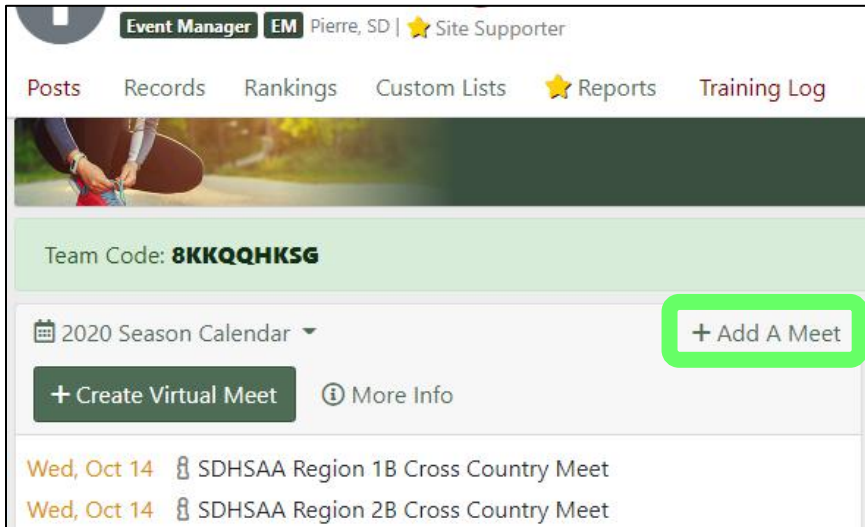 Event Manager EM Pierre, SD | Site Supporter
Posts Records Rankings Custom Lists Reports Training Log
Team Code: 8KKQQHKSG
2020 Season Calendar + Add A Meet
+ Create Virtual Meet More Info
Wed, Oct 14 SDHSAA Region 1B Cross Country Meet
Wed, Oct 14 SDHSAA Region 2B Cross Country Meet